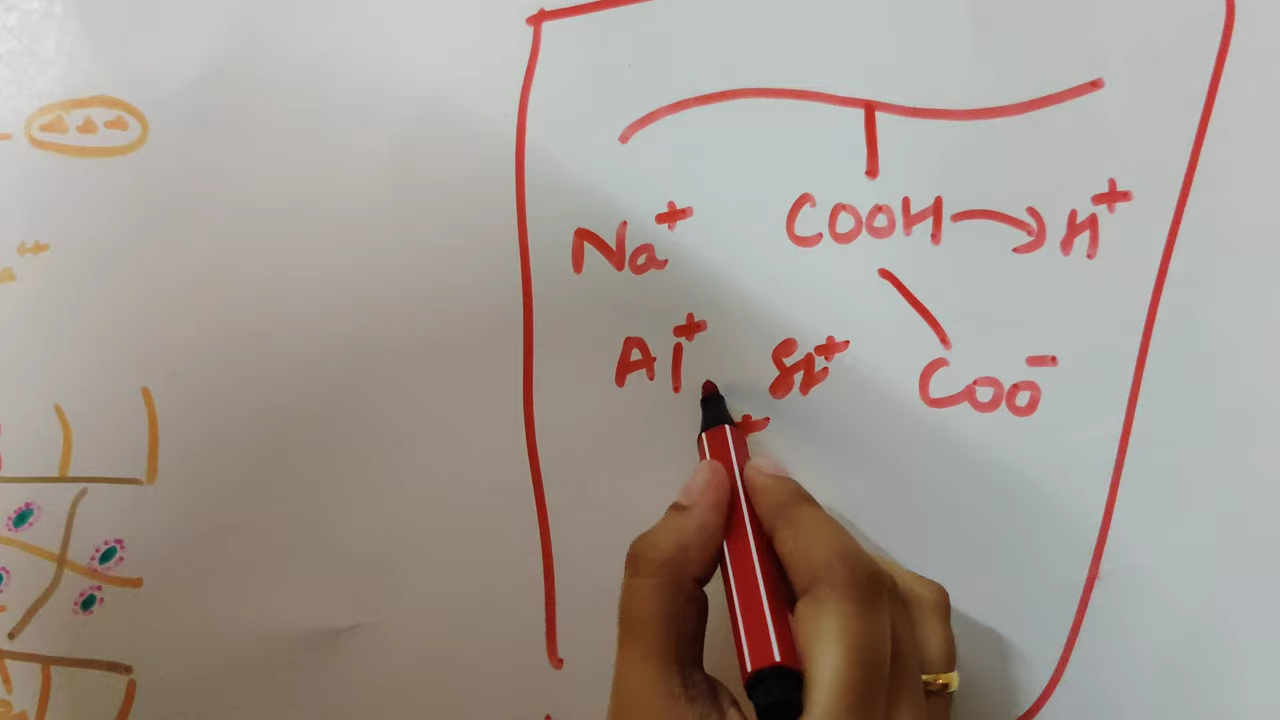 Na+ COOH → H+
Al+ Si+ COO-
+